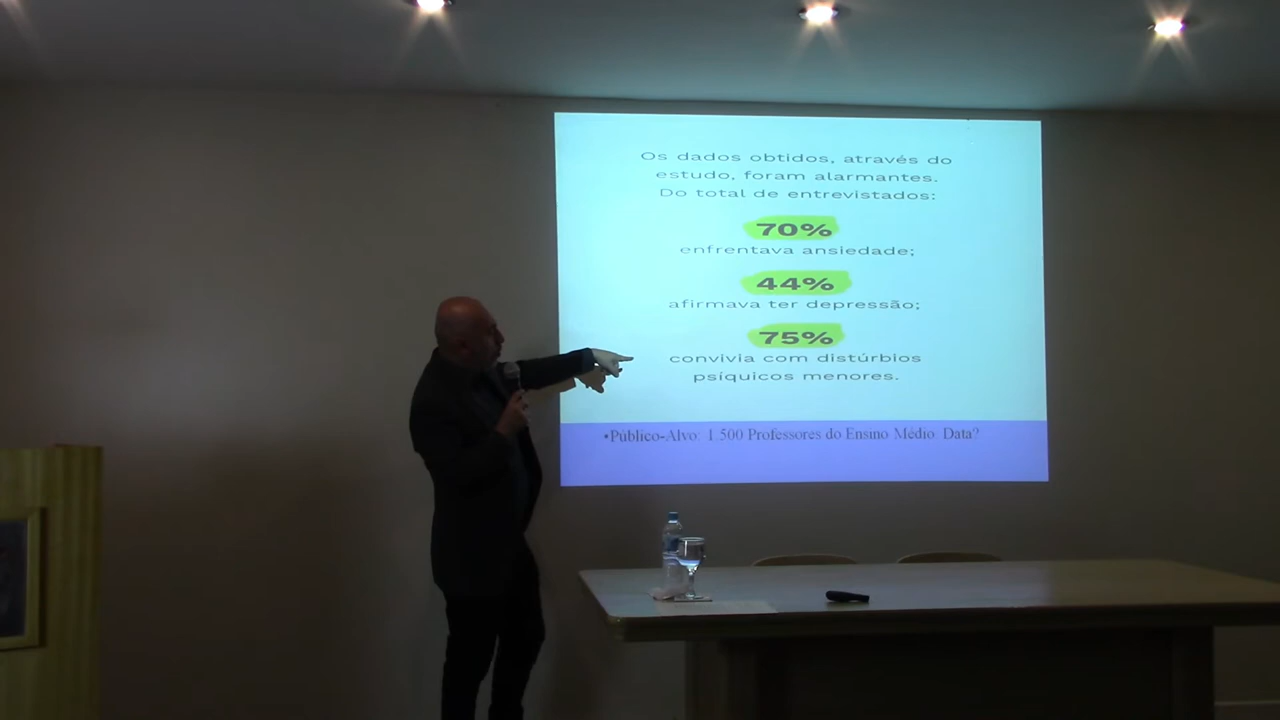 Os dados obtidos, através do
estudo, foram alarmantes.
Do total de entrevistados:
70%
enfrentava ansiedade;
44%
afirmava ter depressão;
75%
convivia com distúrbios
psíquicos menores.
•Público-Alvo: 1.500 Professores do Ensino Médio. Data?